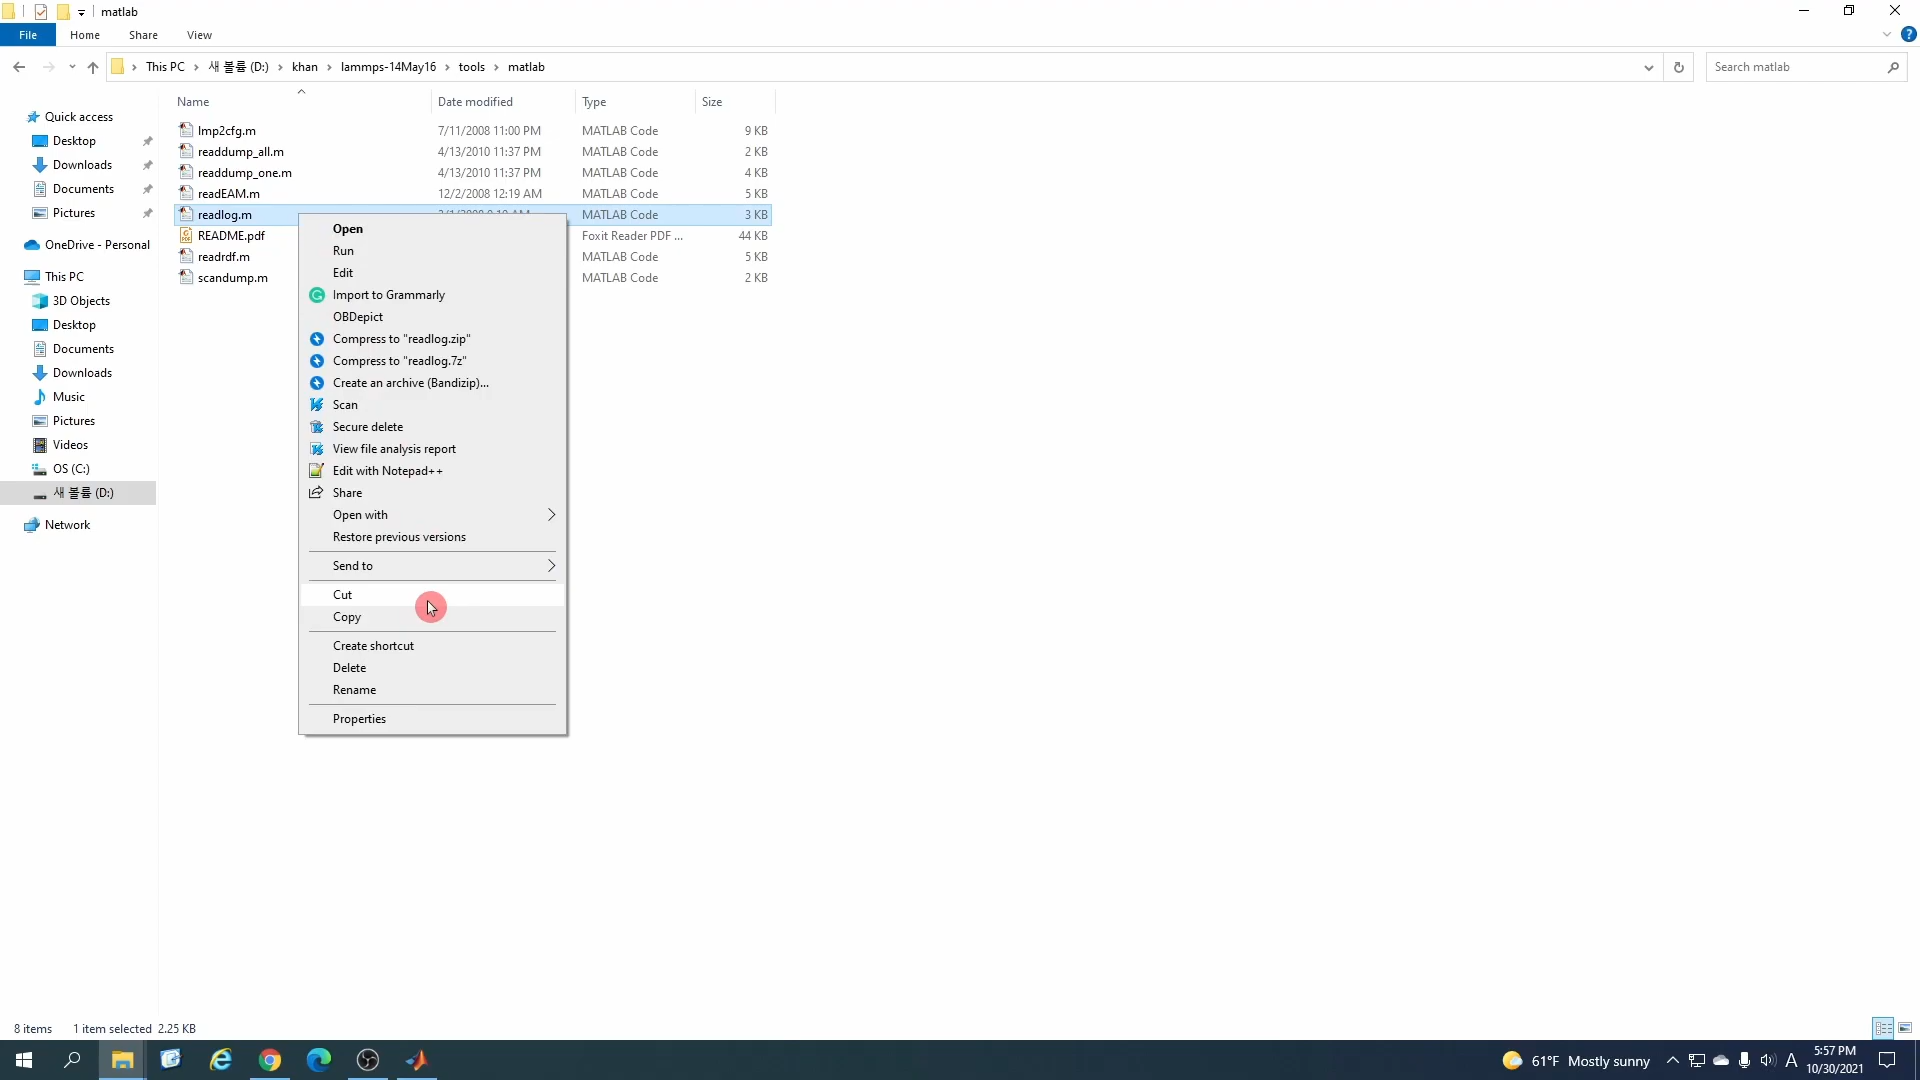 matlab
File Home Share View
This PC 새 볼륨 (D:) khan lammps-14May16 tools matlab
Search matlab
Name Date modified Type Size
lmp2cfg.m 7/11/2008 11:00 PM MATLAB Code 9 KB
readdump_all.m 4/13/2010 11:37 PM MATLAB Code 2 KB
readdump_one.m 4/13/2010 11:37 PM MATLAB Code 4 KB
readEAM.m 12/2/2008 12:19 AM MATLAB Code 5 KB
readlog.m MATLAB Code 3 KB
README.pdf Foxit Reader PDF ... 44 KB
readrdf.m MATLAB Code 5 KB
scandump.m MATLAB Code 2 KB
Quick access
Desktop
Downloads
Documents
Pictures
OneDrive - Personal
This PC
3D Objects
Desktop
Documents
Downloads
Music
Pictures
Videos
OS (C:)
새 볼륨 (D:)
Network
Open
Run
Edit
Import to Grammarly
OBDepict
Compress to "readlog.zip"
Compress to "readlog.7z"
Create an archive (Bandizip)...
Scan
Secure delete
View file analysis report
Edit with Notepad++
Share
Open with
Restore previous versions
Send to
Cut
Copy
Create shortcut
Delete
Rename
Properties
8 items 1 item selected 2.25 KB
61°F Mostly sunny A 5:57 PM
10/30/2021